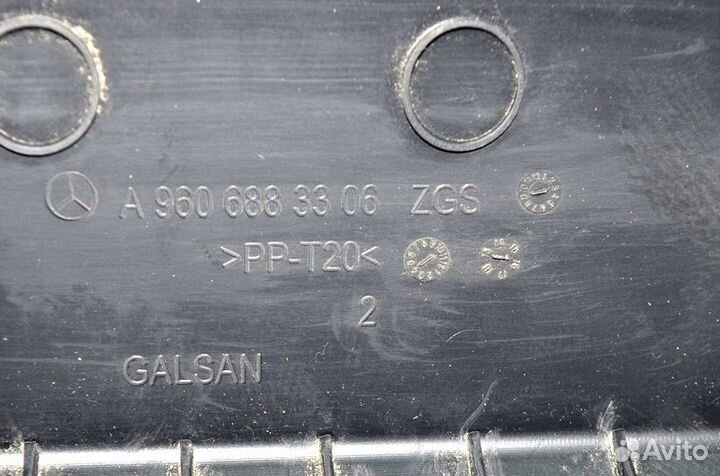 A 960 688 33 06 ZGS
>PP-T20<
2
GALSAN
Avito